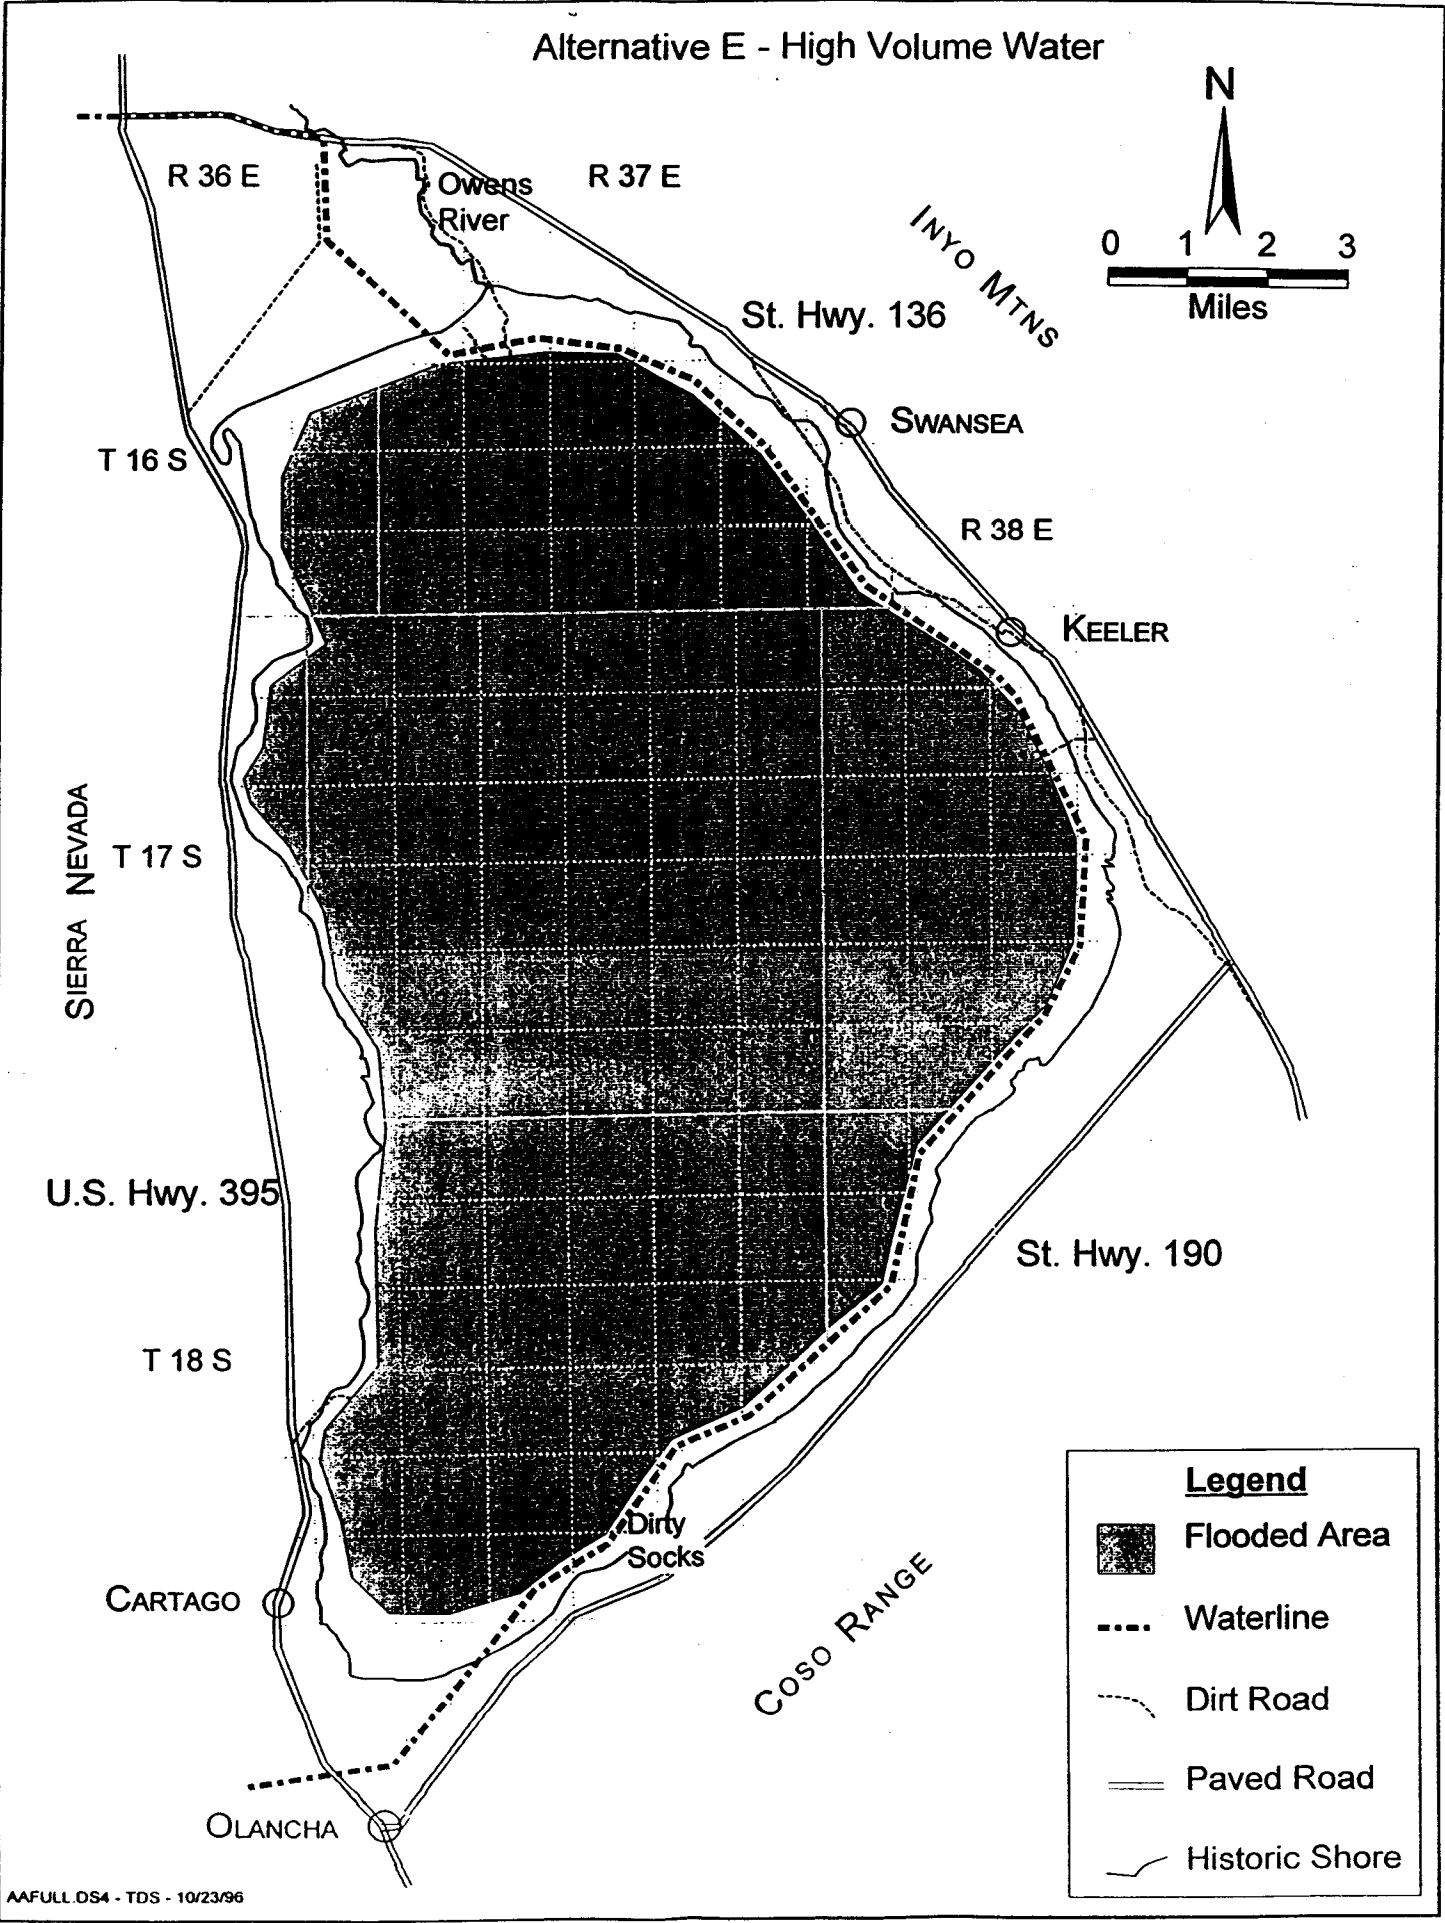 Alternative E - High Volume Water
N
R 36 E
R 37 E
Owens
River
INYO MTNS
0 1 2 3
Miles
St. Hwy. 136
SWANSEA
T 16 S
R 38 E
KEELER
SIERRA NEVADA
T 17 S
U.S. Hwy. 395
St. Hwy. 190
T 18 S
Dirty
Socks
CARTAGO
COSO RANGE
OLANCHA
Legend
Flooded Area
Waterline
Dirt Road
Paved Road
Historic Shore
AAFULL.DS4 - TDS - 10/23/96